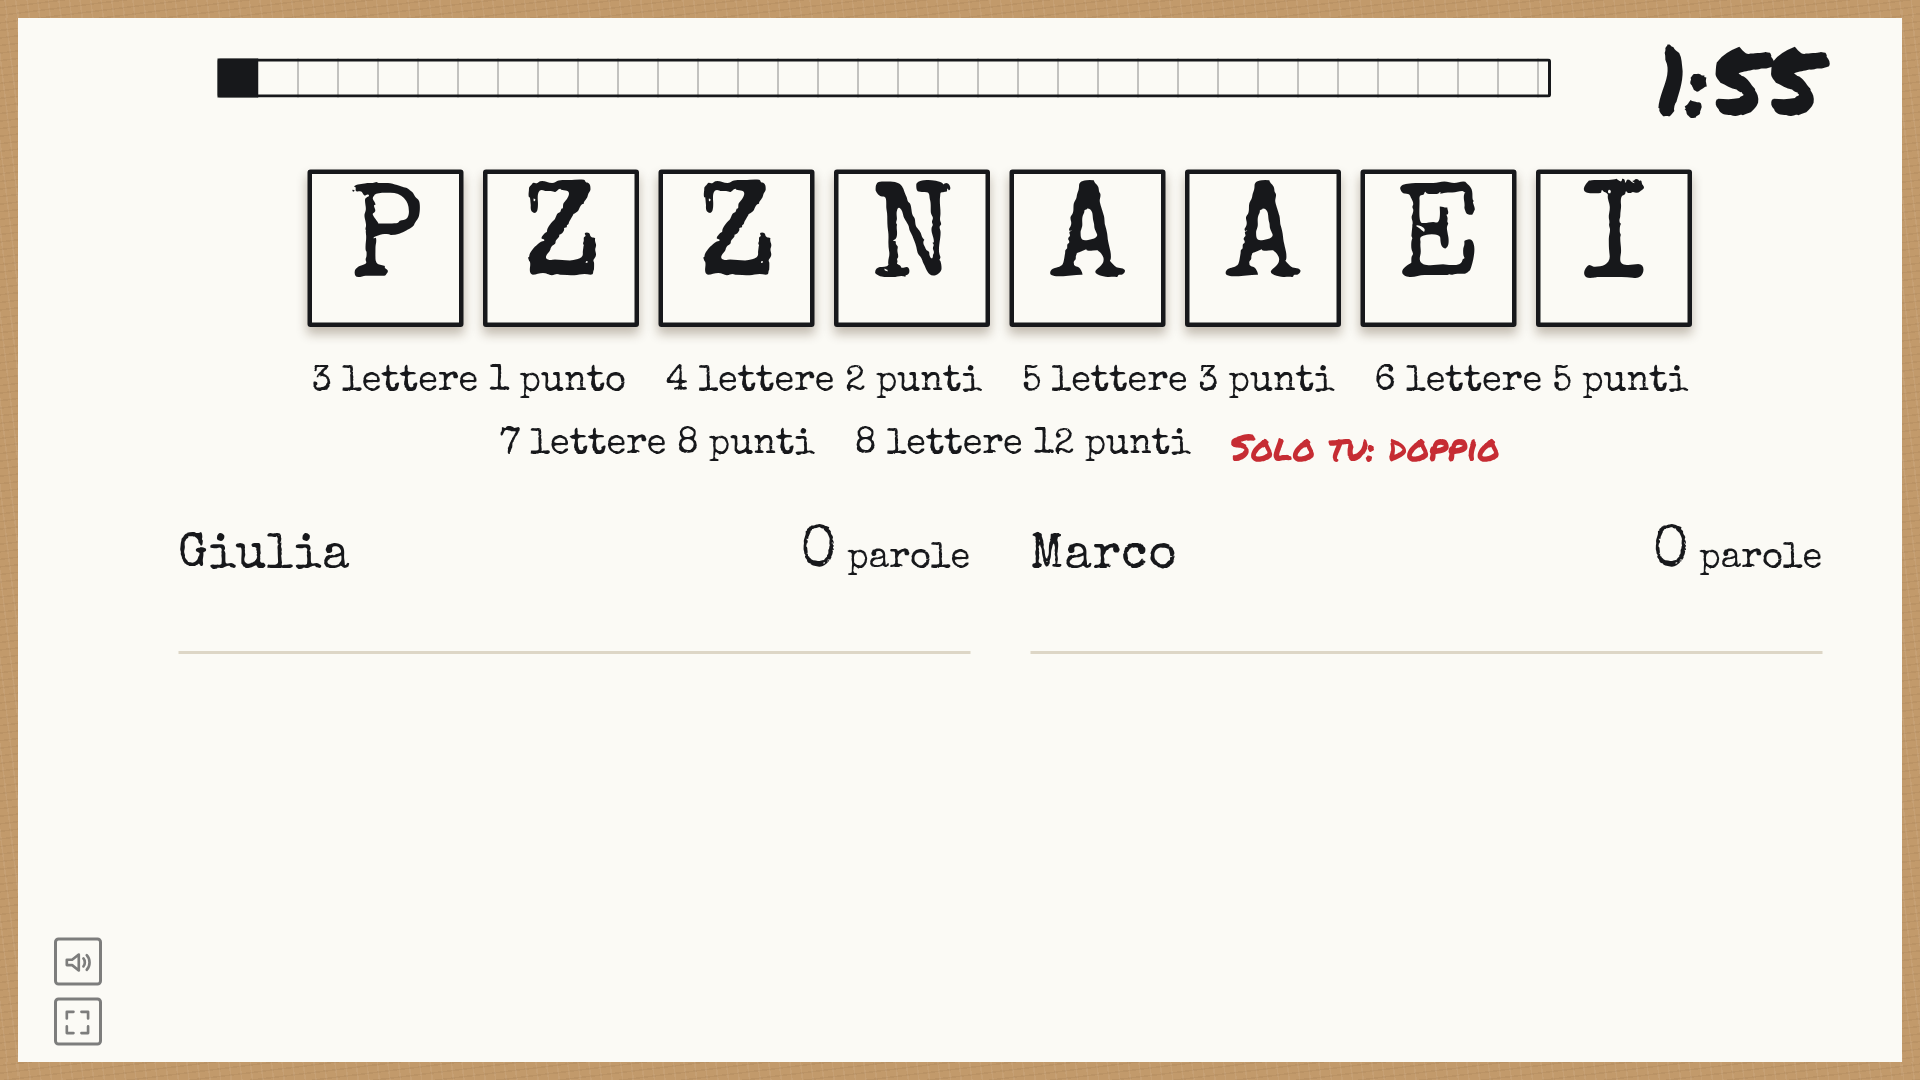 1:55
P Z Z N A A E I
3 lettere 1 punto 4 lettere 2 punti 5 lettere 3 punti 6 lettere 5 punti
7 lettere 8 punti 8 lettere 12 punti Solo tu: doppio
Giulia 0 parole Marco 0 parole